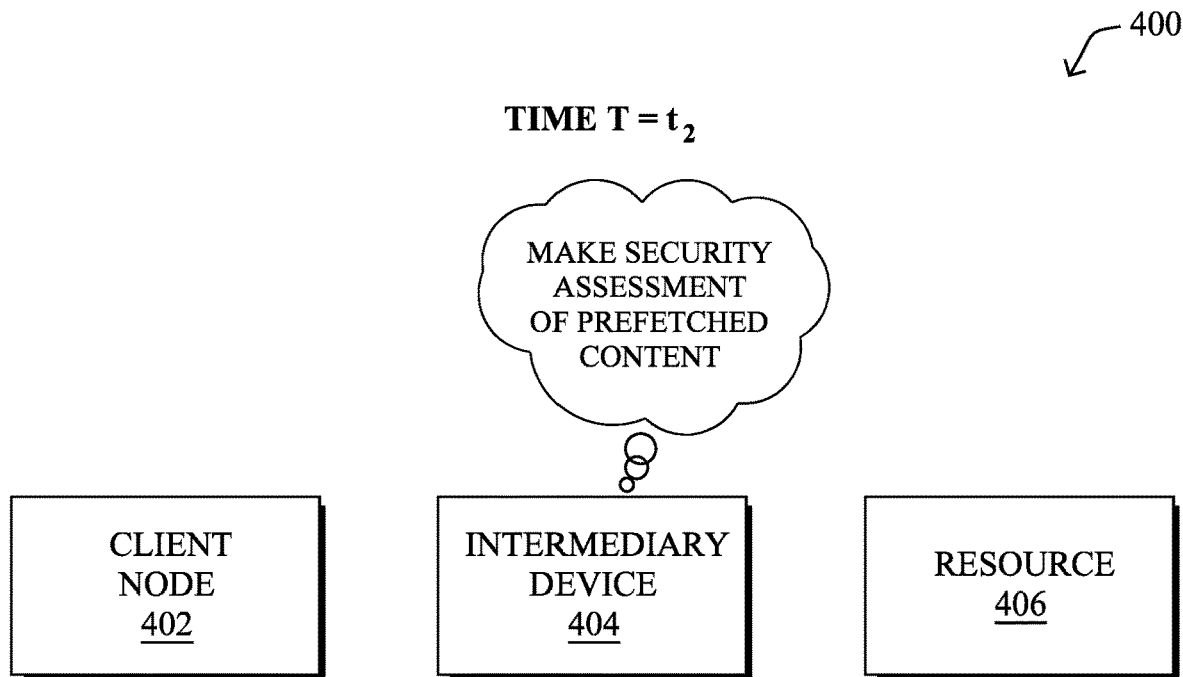 400
TIME T = t₂
MAKE SECURITY
ASSESSMENT
OF PREFETCHED
CONTENT
CLIENT
NODE
402
INTERMEDIARY
DEVICE
404
RESOURCE
406